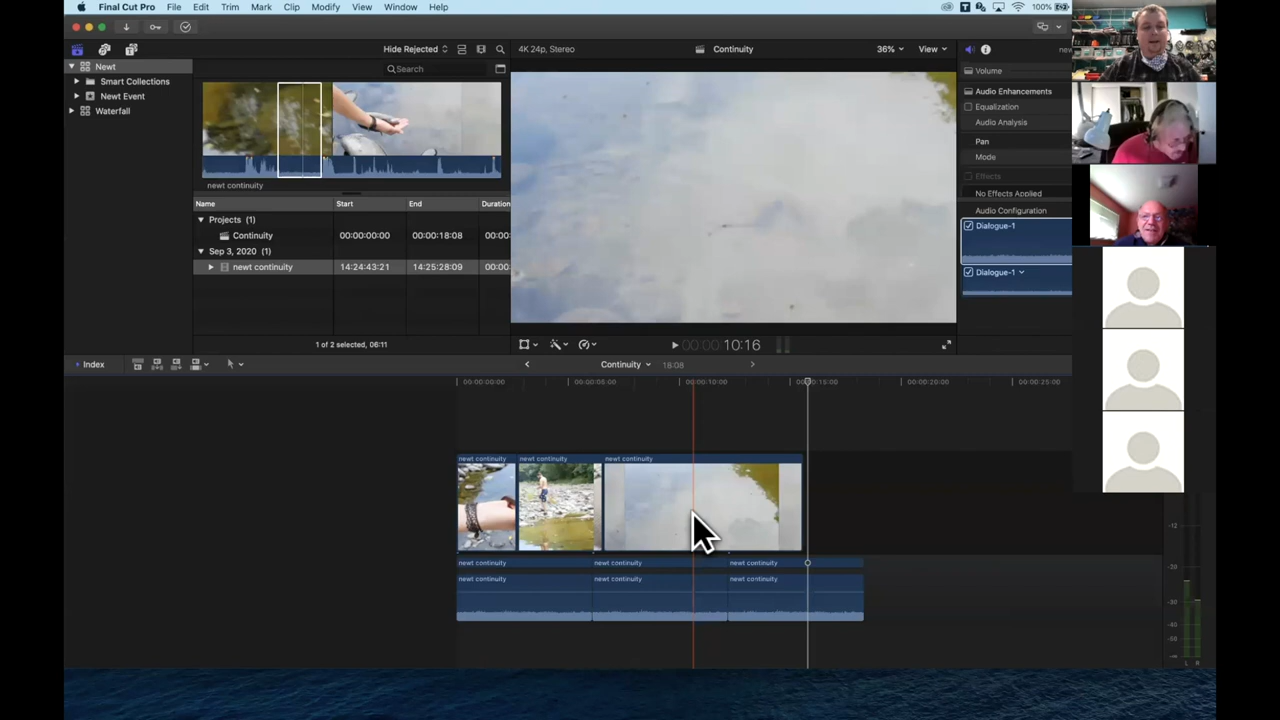 Final Cut Pro File Edit Trim Mark Clip Modify View Window Help 100%
Hide Rejected 4K 24p, Stereo Continuity 36% View
Newt
Smart Collections
Newt Event
Waterfall
Search
newt continuity
Name Start End Duration
Projects (1)
Continuity 00:00:00:00
Sep 3, 2020 (1)
newt continuity 14:24:43:21 14:25:28:09
1 of 2 selected, 06:11
10:16
Volume
Audio Enhancements
Equalization
Audio Analysis
Pan
Mode
Effects
No Effects Applied
Audio Configuration
Dialogue-1
Dialogue-1
Index Continuity 18:08
00:00:00:00 00:00:05:00 00:00:10:00 00:00:15:00 00:00:20:00 00:00:25:00
newt continuity newt continuity newt continuity
newt continuity newt continuity newt continuity
newt continuity newt continuity newt continuity
-12
-20
-30
-40
L R